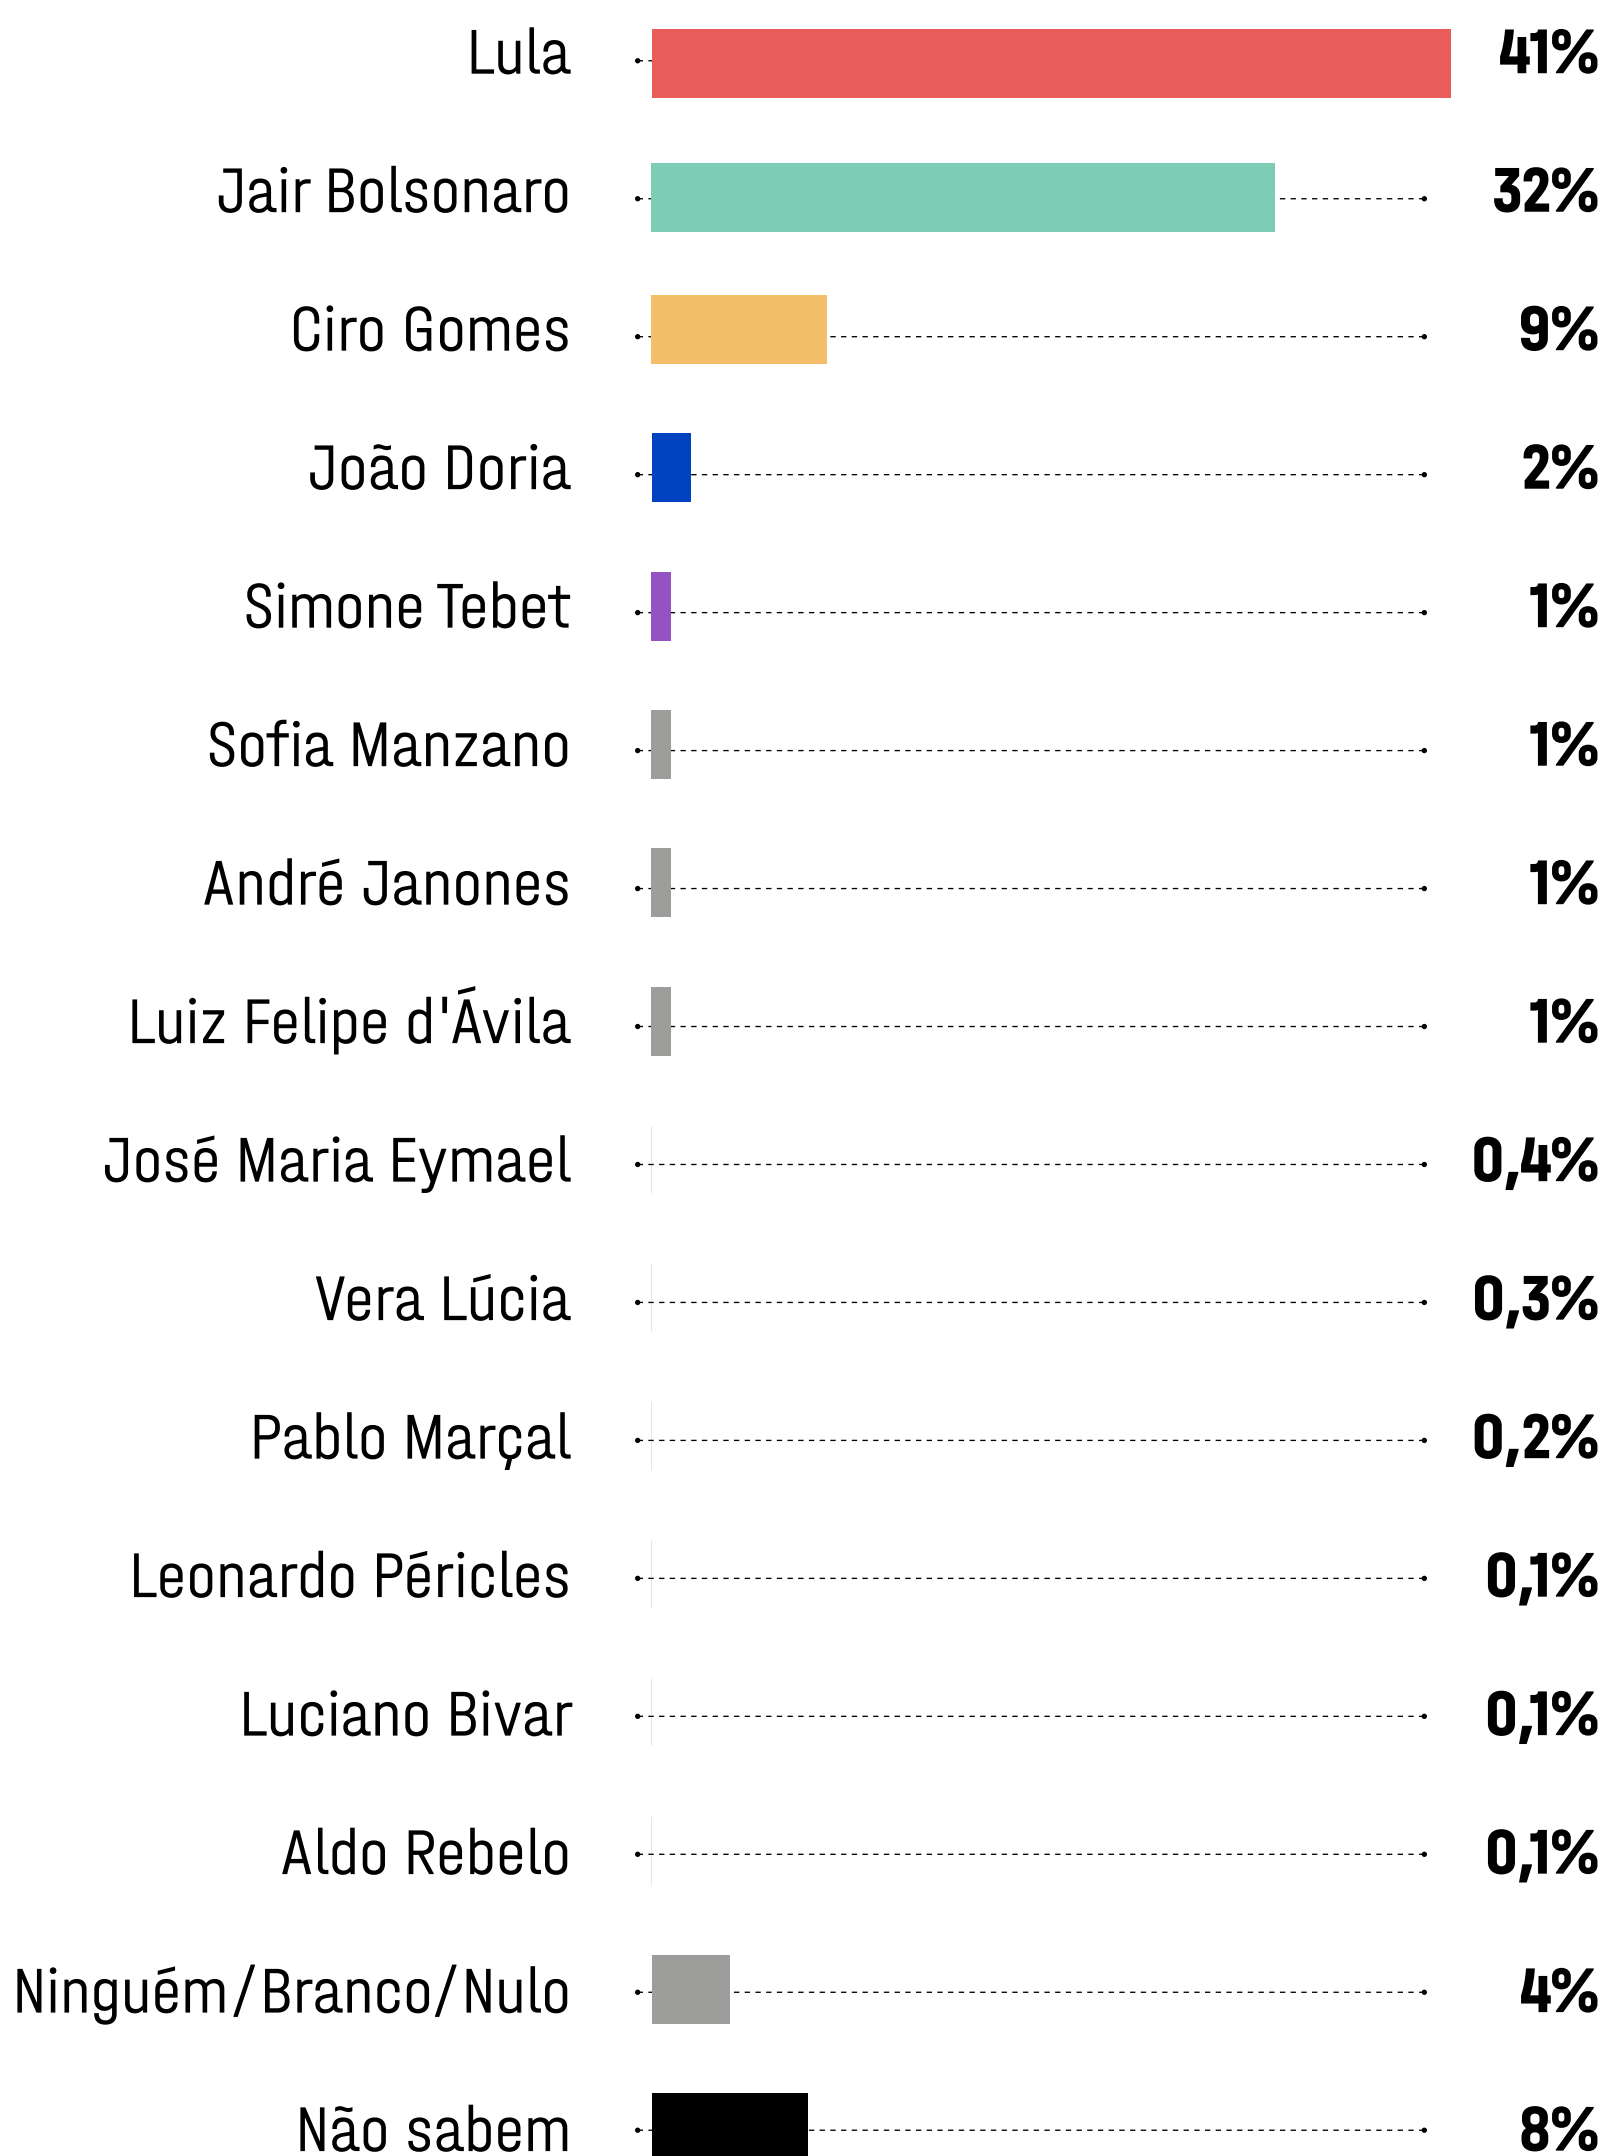 Lula 41%
Jair Bolsonaro 32%
Ciro Gomes 9%
João Doria 2%
Simone Tebet 1%
Sofia Manzano 1%
André Janones 1%
Luiz Felipe d'Ávila 1%
José Maria Eymael 0,4%
Vera Lúcia 0,3%
Pablo Marçal 0,2%
Leonardo Péricles 0,1%
Luciano Bivar 0,1%
Aldo Rebelo 0,1%
Ninguém/Branco/Nulo 4%
Não sabem 8%